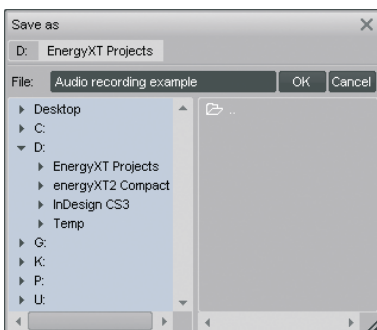 Save as
D: EnergyXT Projects
File: Audio recording example OK Cancel
Desktop
C:
D:
EnergyXT Projects
energyXT2 Compact
InDesign CS3
Temp
G:
K:
P:
U:
..